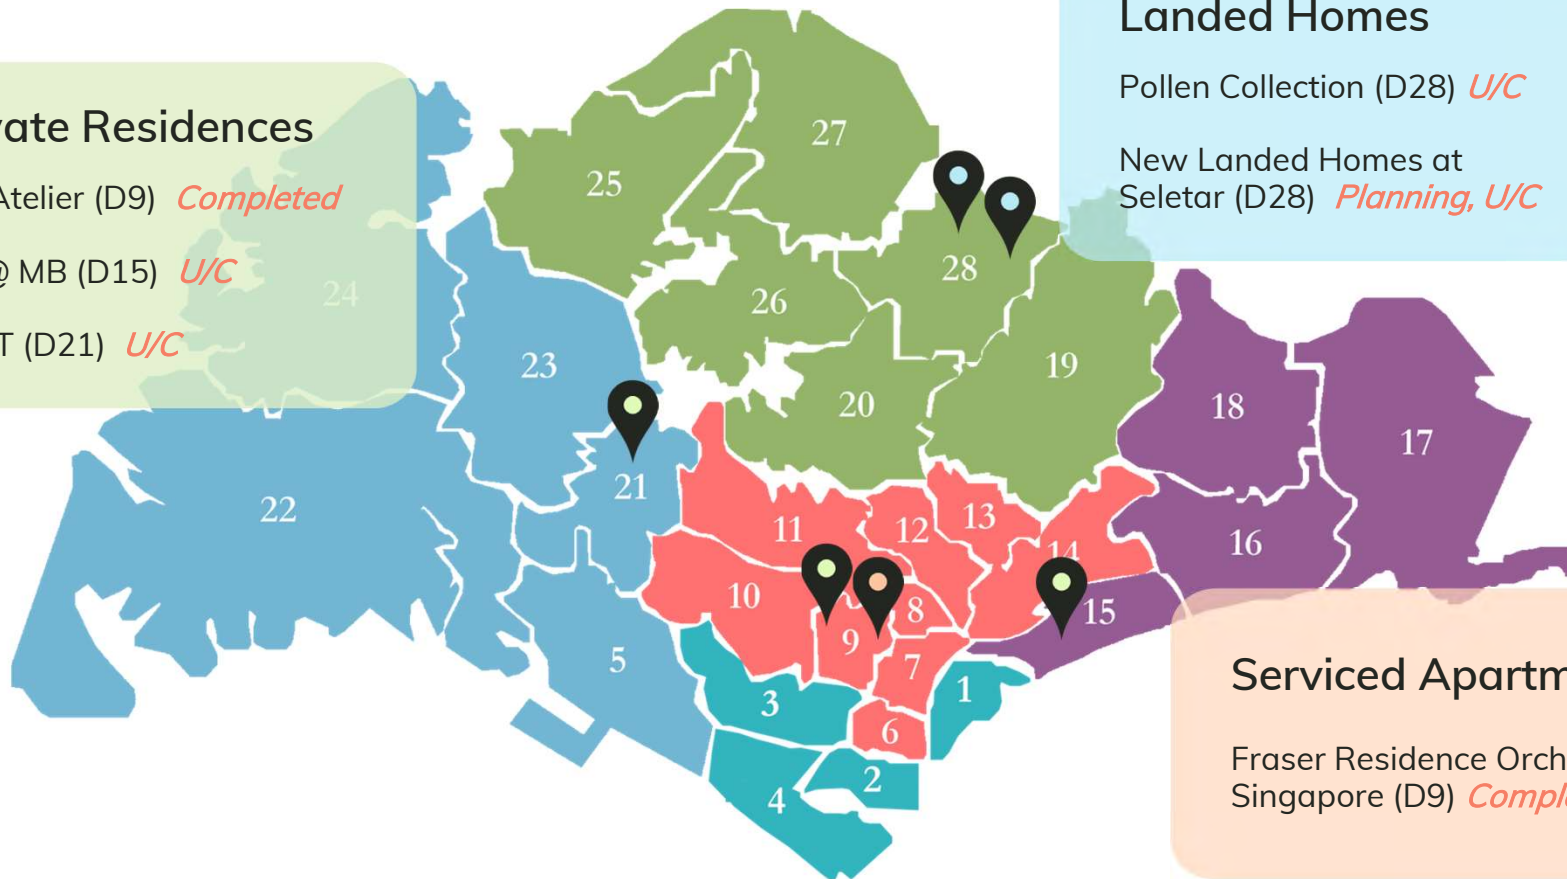 Private Residences
Atelier (D9) Completed
@ MB (D15) U/C
T (D21) U/C
Landed Homes
Pollen Collection (D28) U/C
New Landed Homes at
Seletar (D28) Planning, U/C
27
25
28
26
24
23
19
20
18
17
21
22
11
12
13
14
16
10
8
15
9
5
7
1
3
6
2
4
Serviced Apartm
Fraser Residence Orch
Singapore (D9) Comple